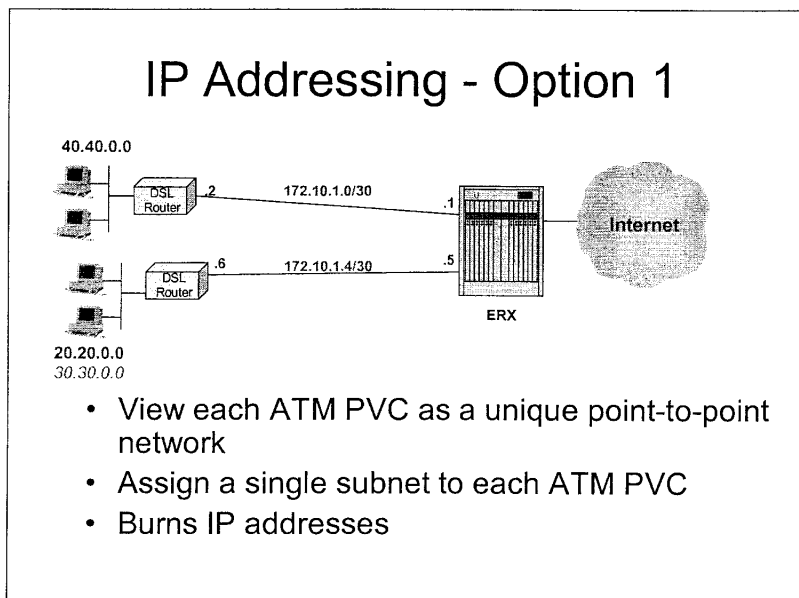 IP Addressing - Option 1
40.40.0.0
DSL
Router
.2
172.10.1.0/30
.1
Internet
DSL
Router
.6
172.10.1.4/30
.5
ERX
20.20.0.0
30.30.0.0
• View each ATM PVC as a unique point-to-point
network
• Assign a single subnet to each ATM PVC
• Burns IP addresses